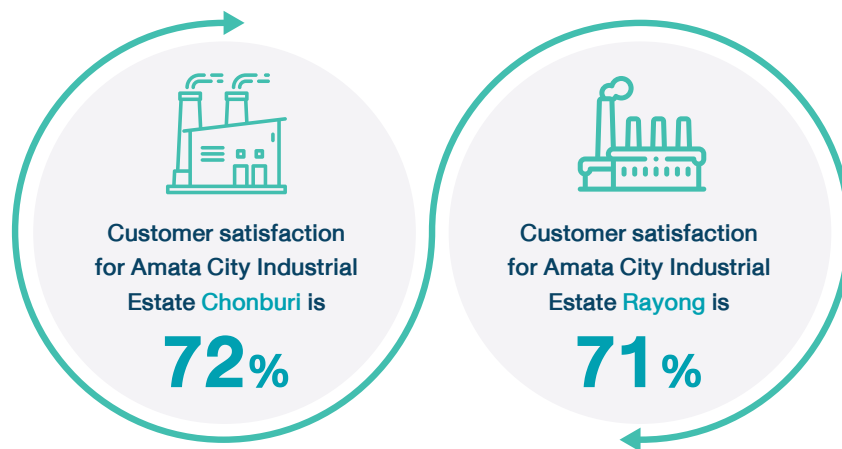 Customer satisfaction
for Amata City Industrial
Estate Chonburi is
72%
Customer satisfaction
for Amata City Industrial
Estate Rayong is
71%